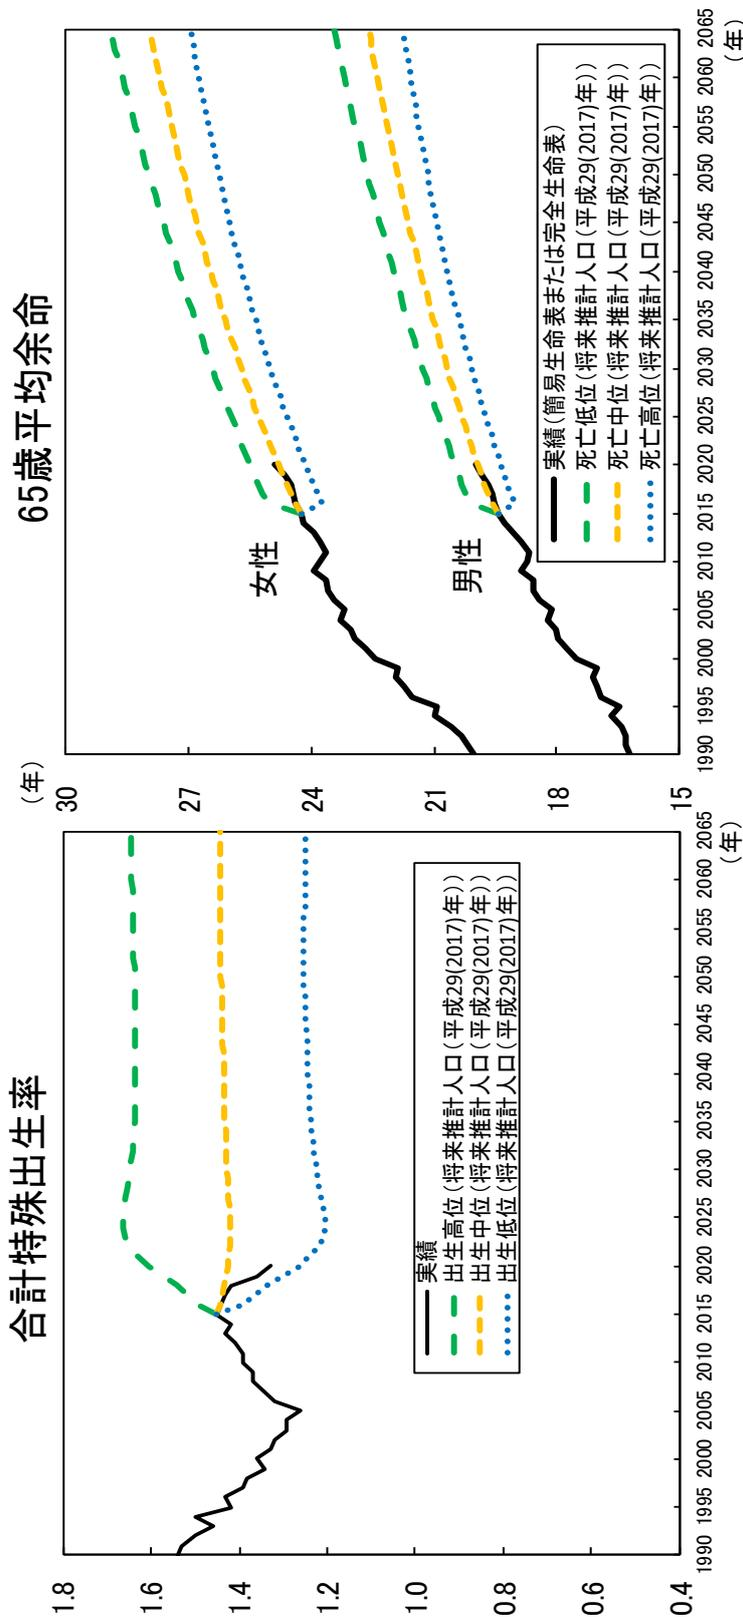 合計特殊出生率
1.8
1.6
1.4
1.2
1.0
0.8
0.6
0.4
1990 1995 2000 2005 2010 2015 2020 2025 2030 2035 2040 2045 2050 2055 2060 2065
(年)
実績
出生高位(将来推計人口(平成29(2017)年))
出生中位(将来推計人口(平成29(2017)年))
出生低位(将来推計人口(平成29(2017)年))
65歳平均余命
(年)
30
27
24
21
18
15
女性
男性
実績(簡易生命表または完全生命表)
死亡低位(将来推計人口(平成29(2017)年))
死亡中位(将来推計人口(平成29(2017)年))
死亡高位(将来推計人口(平成29(2017)年))
1990 1995 2000 2005 2010 2015 2020 2025 2030 2035 2040 2045 2050 2055 2060 2065
(年)